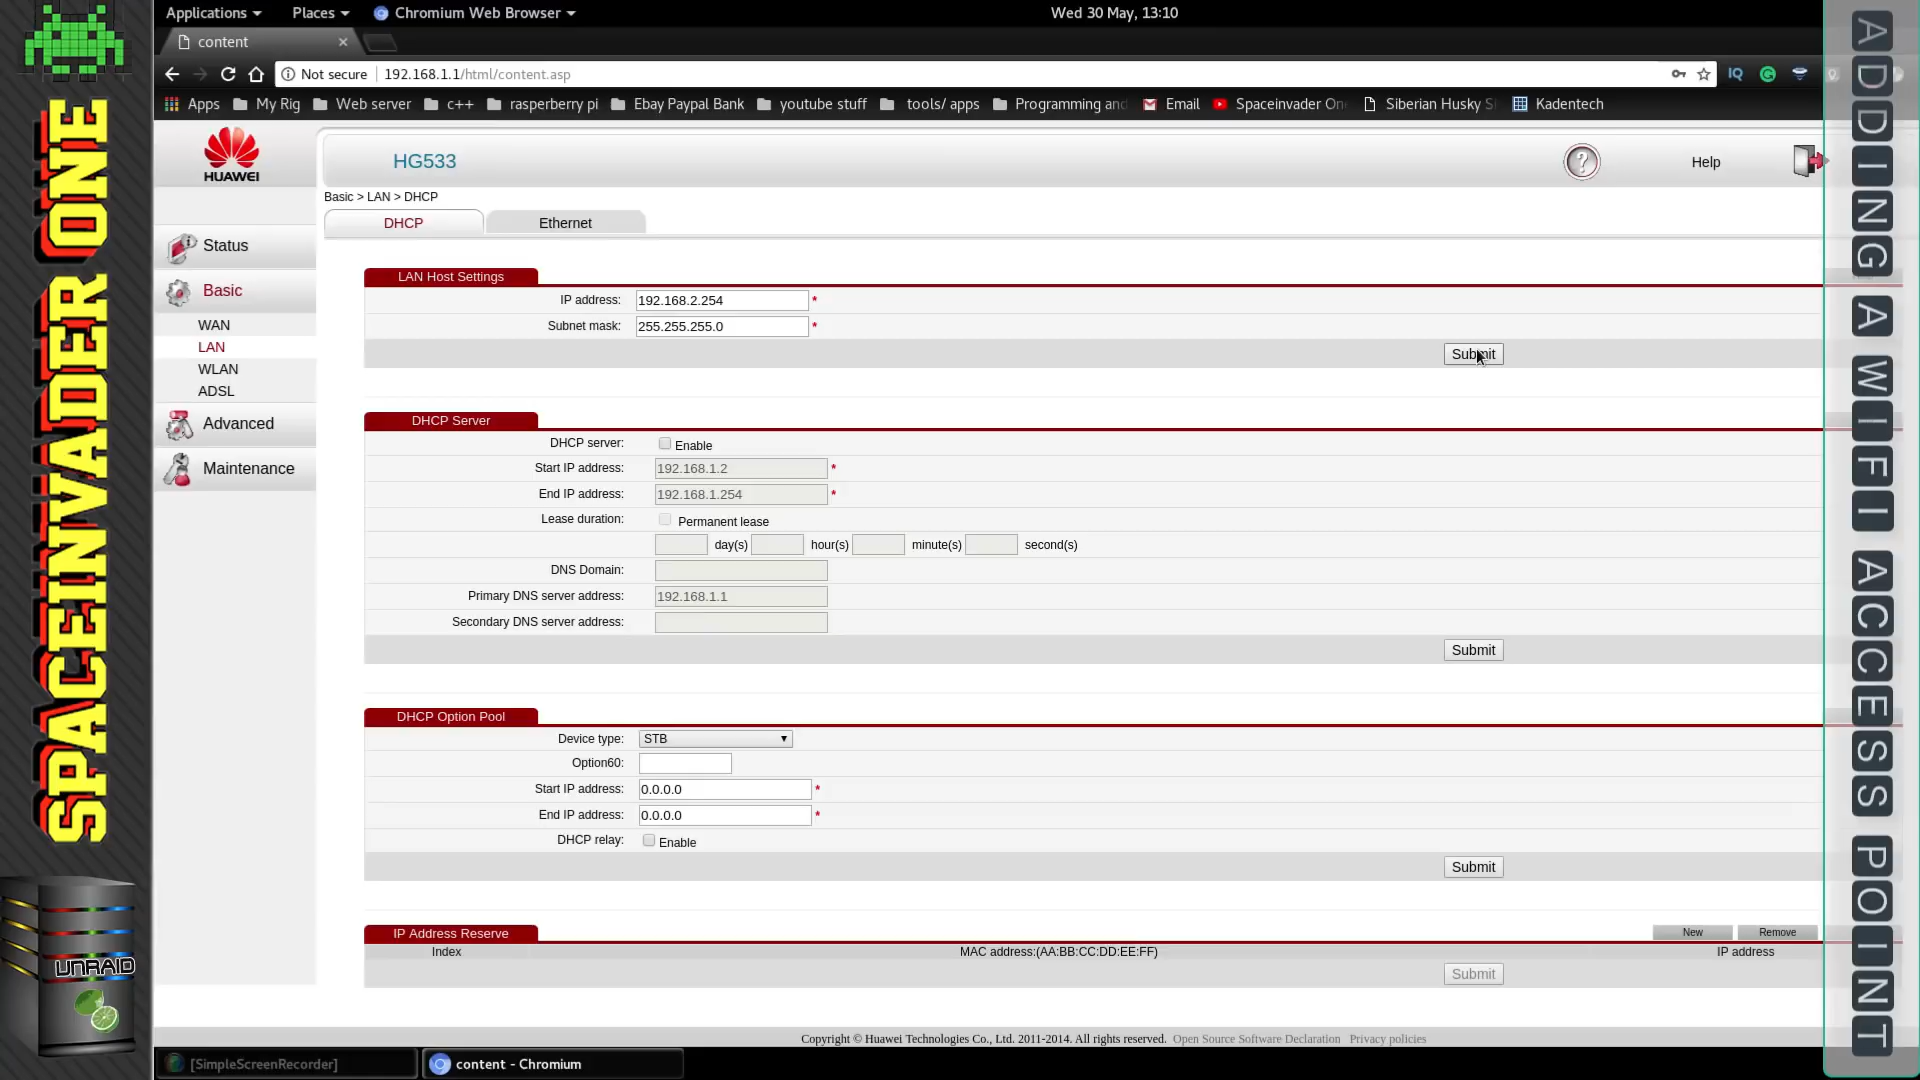 Applications
Places
Chromium Web Browser
Wed 30 May, 13:10
content
Not secure
192.168.1.1/html/content.asp
IQ
Apps
My Rig
Web server
c++
rasperberry pi
Ebay Paypal Bank
youtube stuff
tools/ apps
Programming and
Email
Spaceinvader One
Siberian Husky S
Kadentech
HUAWEI
HG533
Help
Basic > LAN > DHCP
DHCP
Ethernet
Status
Basic
WAN
LAN
WLAN
ADSL
Advanced
Maintenance
LAN Host Settings
IP address: 192.168.2.254 *
Subnet mask: 255.255.255.0 *
Submit
DHCP Server
DHCP server: Enable
Start IP address: 192.168.1.2 *
End IP address: 192.168.1.254 *
Lease duration: Permanent lease
day(s) hour(s) minute(s) second(s)
DNS Domain:
Primary DNS server address: 192.168.1.1
Secondary DNS server address:
Submit
DHCP Option Pool
Device type: STB
Option60:
Start IP address: 0.0.0.0 *
End IP address: 0.0.0.0 *
DHCP relay: Enable
Submit
IP Address Reserve
New
Remove
Index
MAC address:(AA:BB:CC:DD:EE:FF)
IP address
Submit
Copyright © Huawei Technologies Co., Ltd. 2011-2014. All rights reserved. Open Source Software Declaration Privacy policies
[SimpleScreenRecorder]
content - Chromium
SPACEINVADER ONE
UNRAID
ADDING A WIFI ACCESS POINT